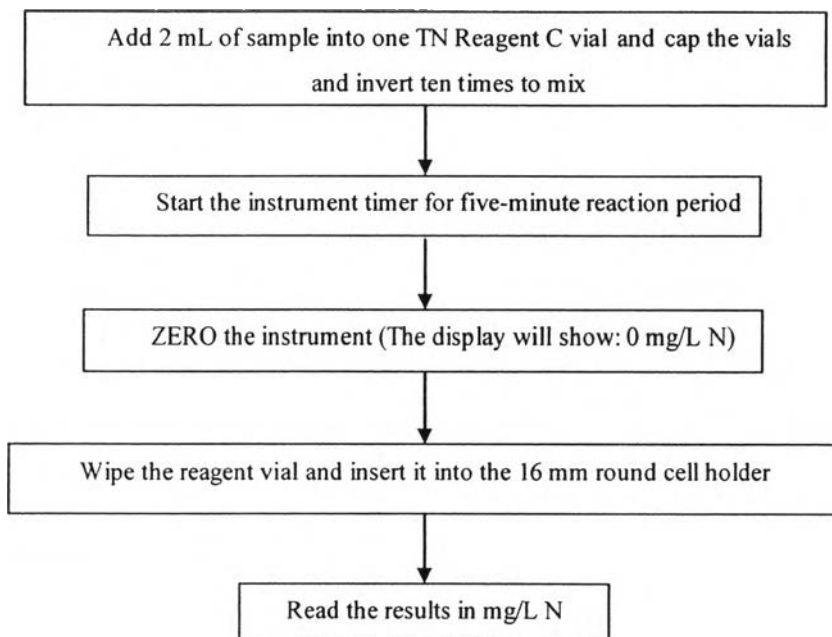 Add 2 mL of sample into one TN Reagent C vial and cap the vials
and invert ten times to mix
Start the instrument timer for five-minute reaction period
ZERO the instrument (The display will show: 0 mg/L N)
Wipe the reagent vial and insert it into the 16 mm round cell holder
Read the results in mg/L N